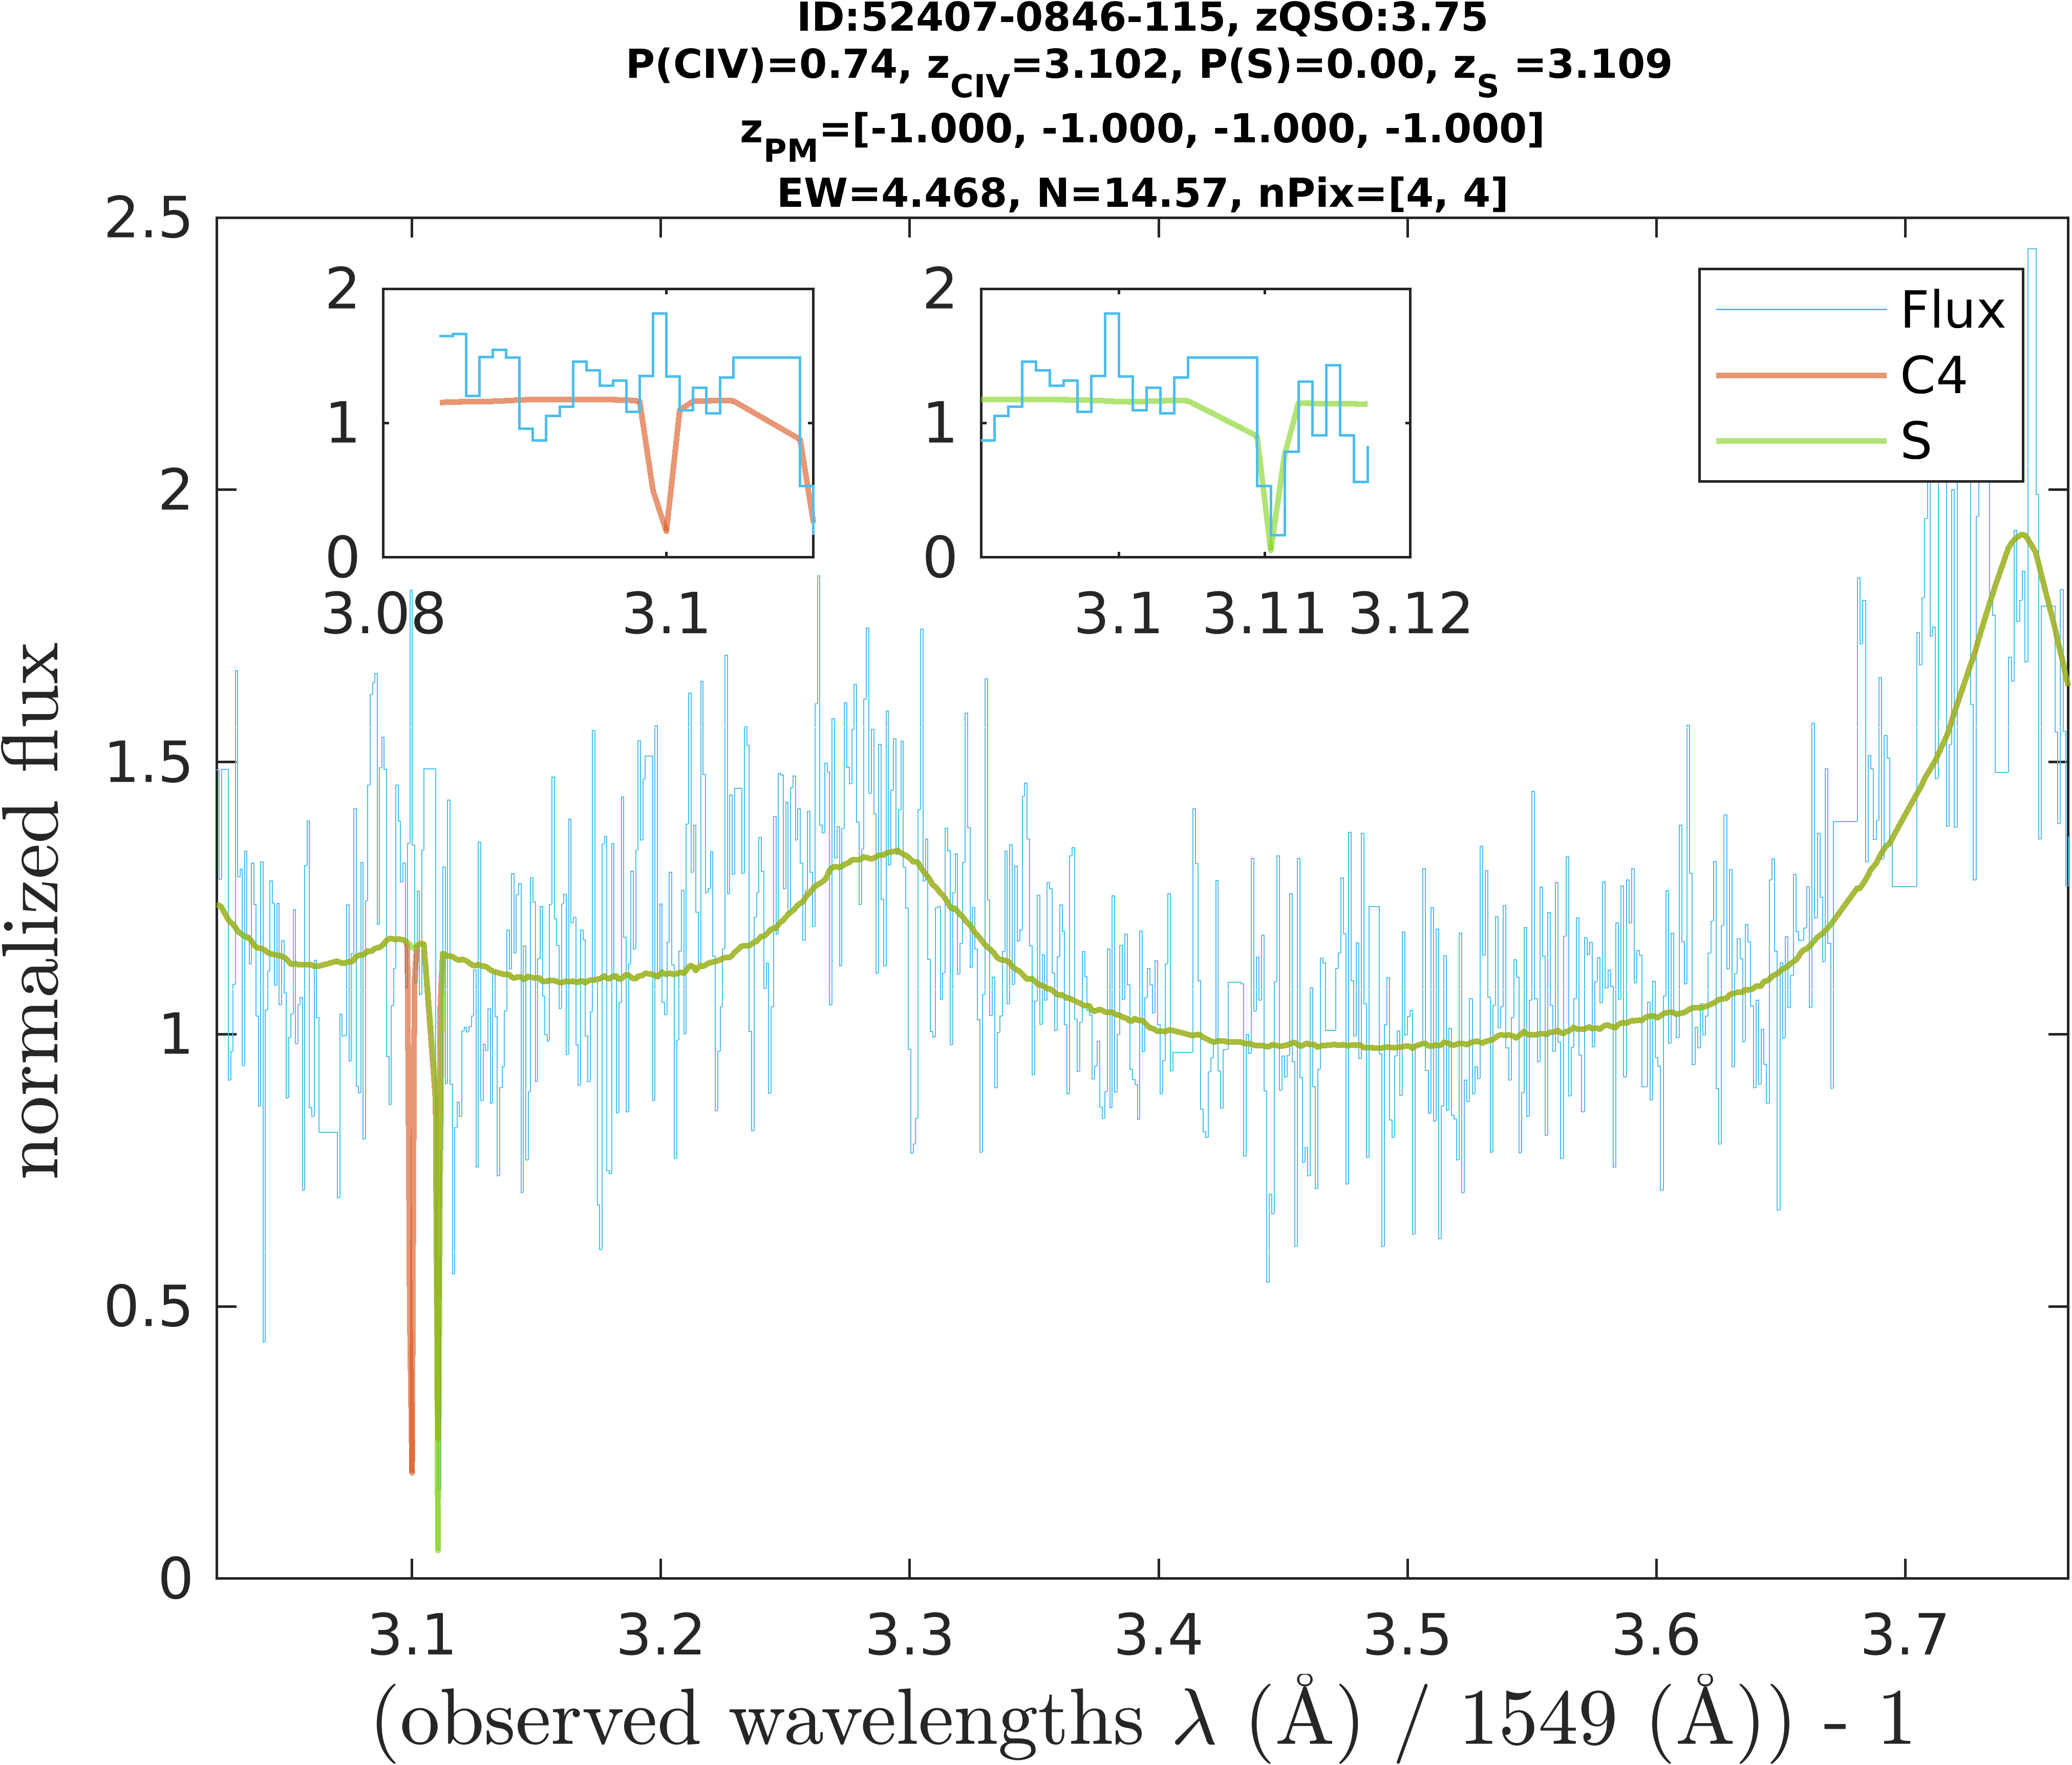 ID:52407-0846-115, zQSO:3.75
P(CIV)=0.74, z_CIV=3.102, P(S)=0.00, z_S =3.109
z_PM=[-1.000, -1.000, -1.000, -1.000]
EW=4.468, N=14.57, nPix=[4, 4]
2.5
2
1.5
1
0.5
0
normalized flux
2
1
0
3.08
3.1
2
1
0
3.1
3.11
3.12
Flux
C4
S
3.1
3.2
3.3
3.4
3.5
3.6
3.7
(observed wavelengths λ (Å) / 1549 (Å)) - 1